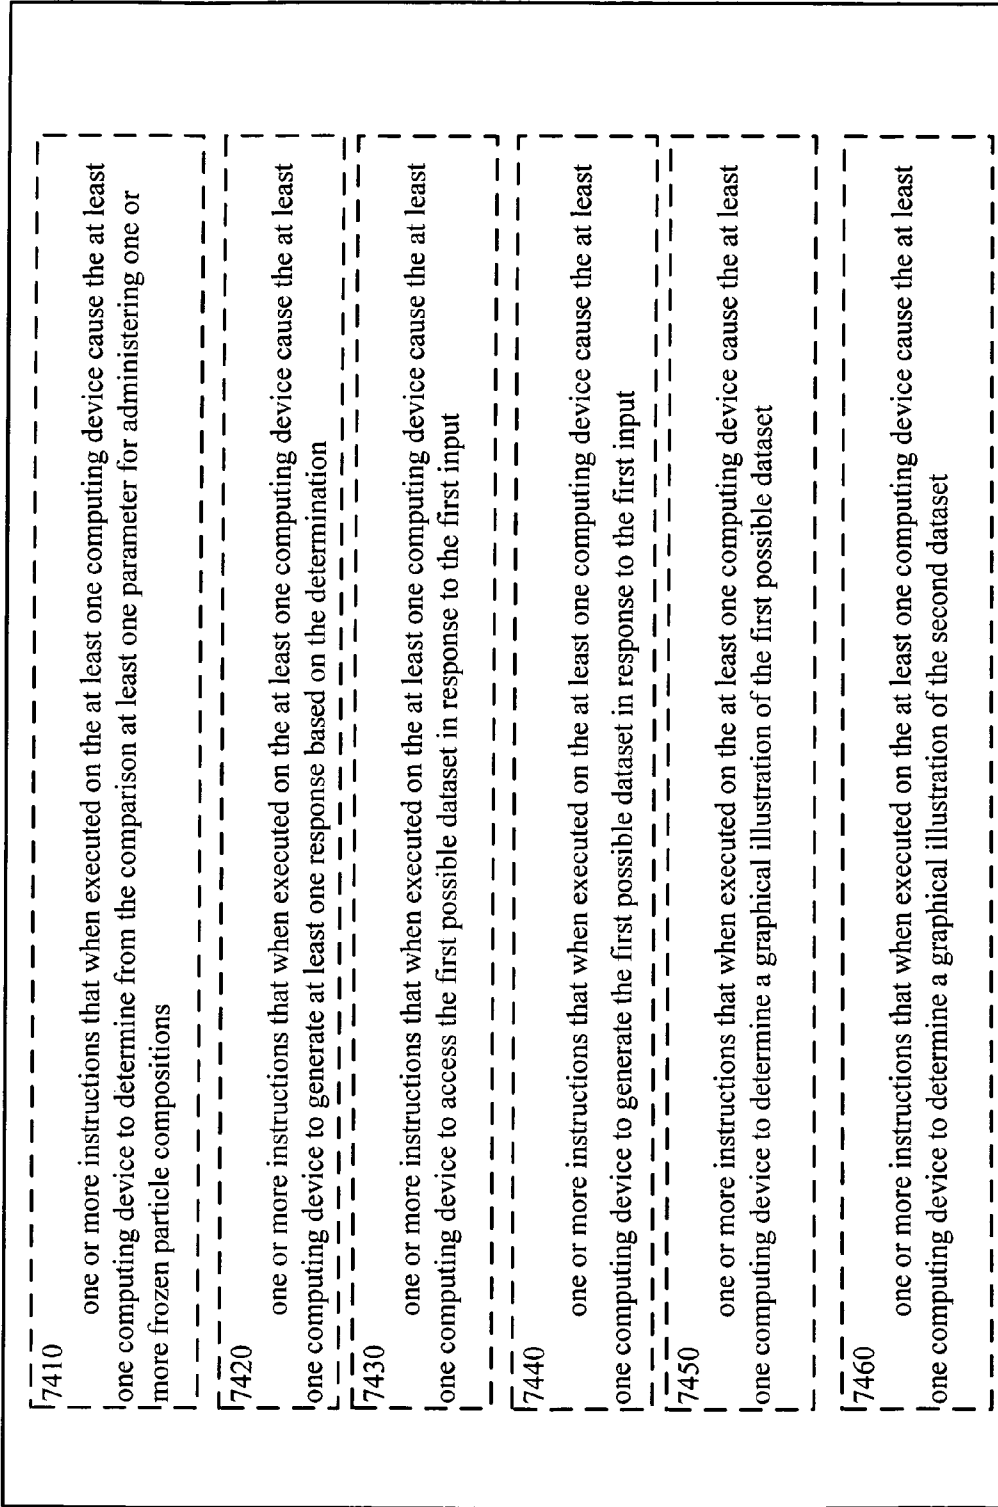 7410
one or more instructions that when executed on the at least one computing device cause the at least
one computing device to determine from the comparison at least one parameter for administering one or
more frozen particle compositions
7420
one or more instructions that when executed on the at least one computing device cause the at least
one computing device to generate at least one response based on the determination
7430
one or more instructions that when executed on the at least one computing device cause the at least
one computing device to access the first possible dataset in response to the first input
7440
one or more instructions that when executed on the at least one computing device cause the at least
one computing device to generate the first possible dataset in response to the first input
7450
one or more instructions that when executed on the at least one computing device cause the at least
one computing device to determine a graphical illustration of the first possible dataset
7460
one or more instructions that when executed on the at least one computing device cause the at least
one computing device to determine a graphical illustration of the second dataset